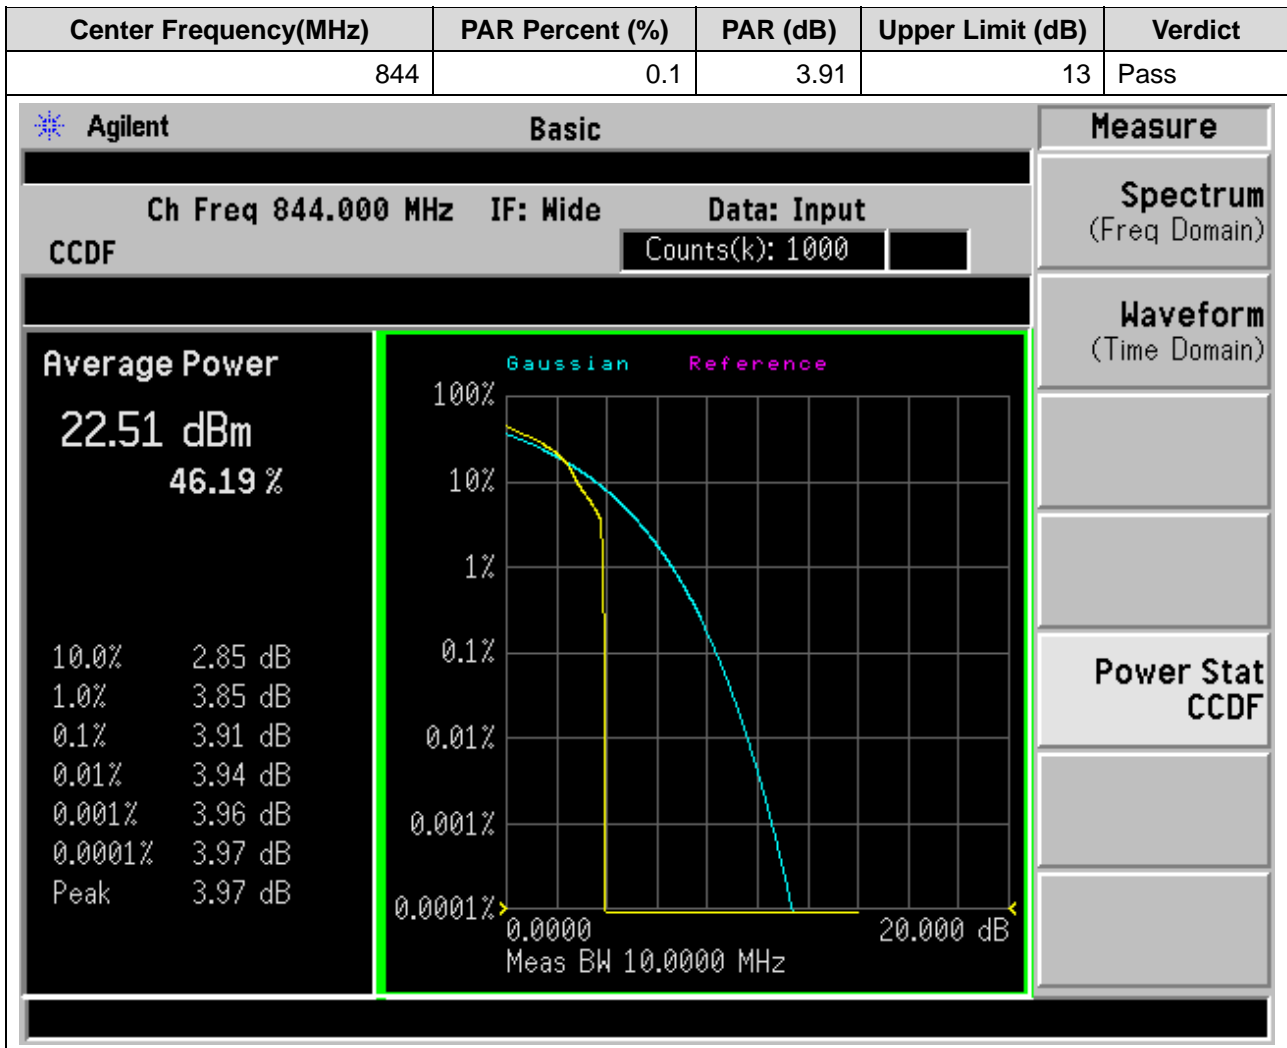 Center Frequency(MHz) PAR Percent (%) PAR (dB) Upper Limit (dB) Verdict
844 0.1 3.91 13 Pass
Agilent Basic Measure
Ch Freq 844.000 MHz IF: Wide Data: Input
CCDF Counts(k): 1000
Average Power
22.51 dBm
46.19 %
10.0% 2.85 dB
1.0% 3.85 dB
0.1% 3.91 dB
0.01% 3.94 dB
0.001% 3.96 dB
0.0001% 3.97 dB
Peak 3.97 dB
Gaussian Reference
100%
10%
1%
0.1%
0.01%
0.001%
0.0001%
0.0000 20.000 dB
Meas BW 10.0000 MHz
Spectrum
(Freq Domain)
Waveform
(Time Domain)
Power Stat
CCDF